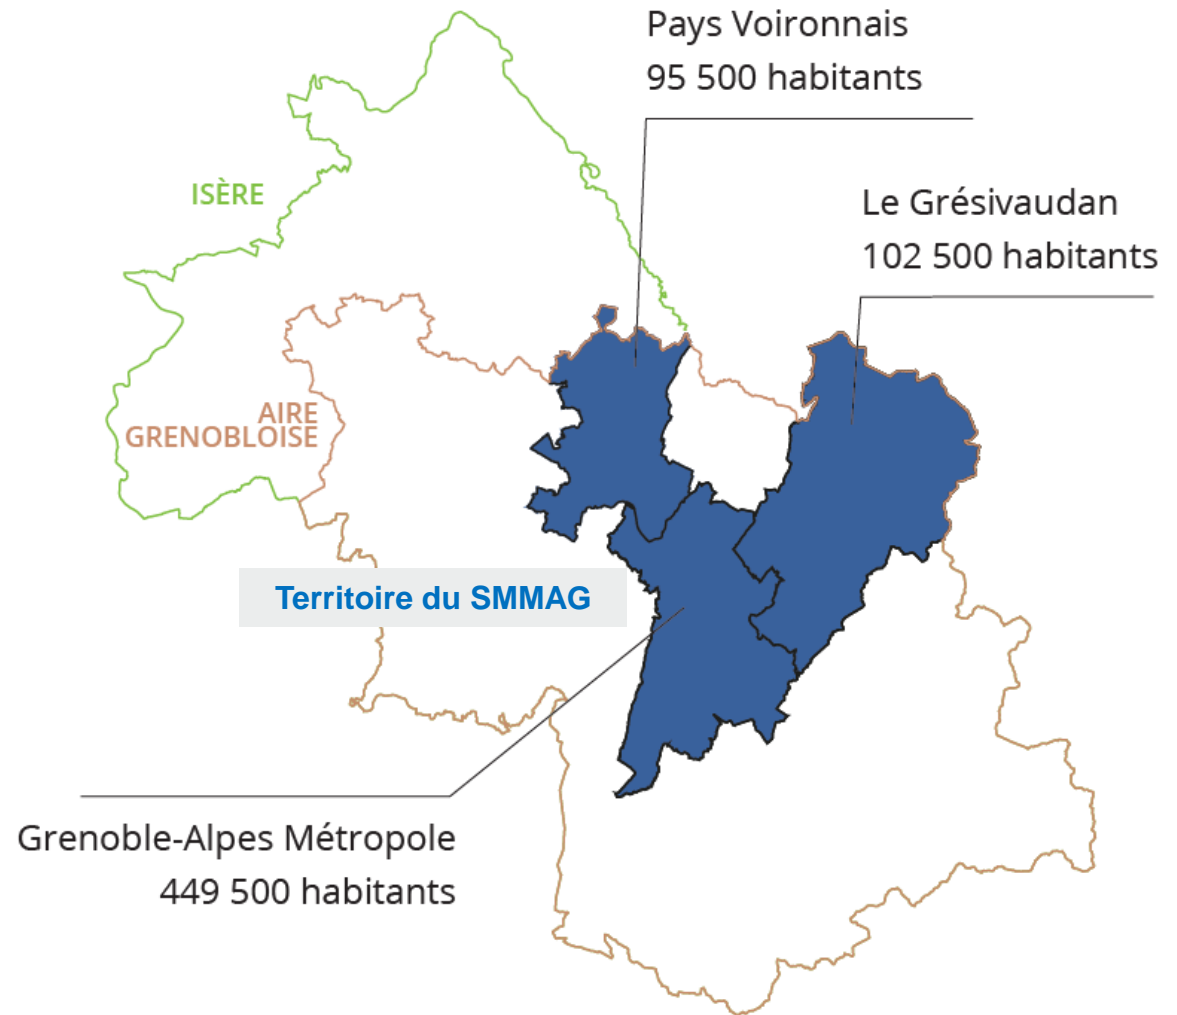 Pays Voironnais
95 500 habitants
Le Grésivaudan
102 500 habitants
ISÈRE
AIRE
GRENOBLOISE
Territoire du SMMAG
Grenoble-Alpes Métropole
449 500 habitants